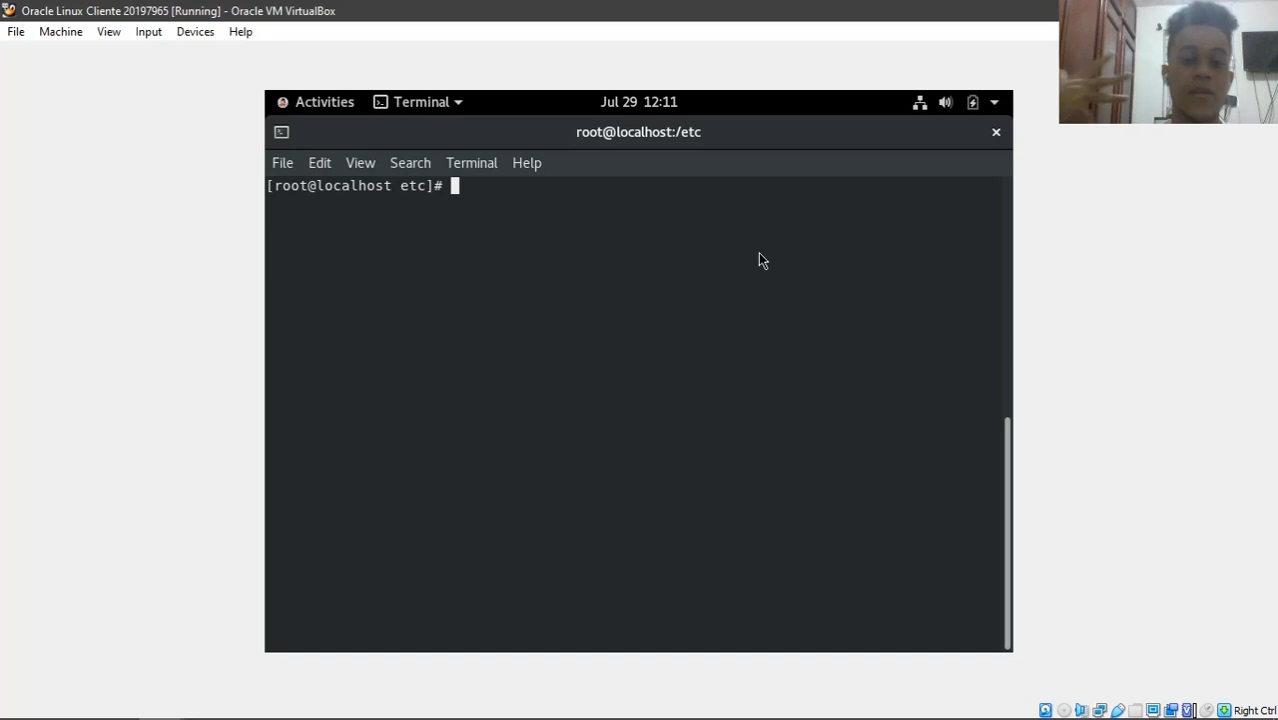 Oracle Linux Cliente 20197965 [Running] - Oracle VM VirtualBox
File Machine View Input Devices Help
Activities Terminal Jul 29 12:11
root@localhost:/etc
File Edit View Search Terminal Help
[root@localhost etc]#
Right Ctrl